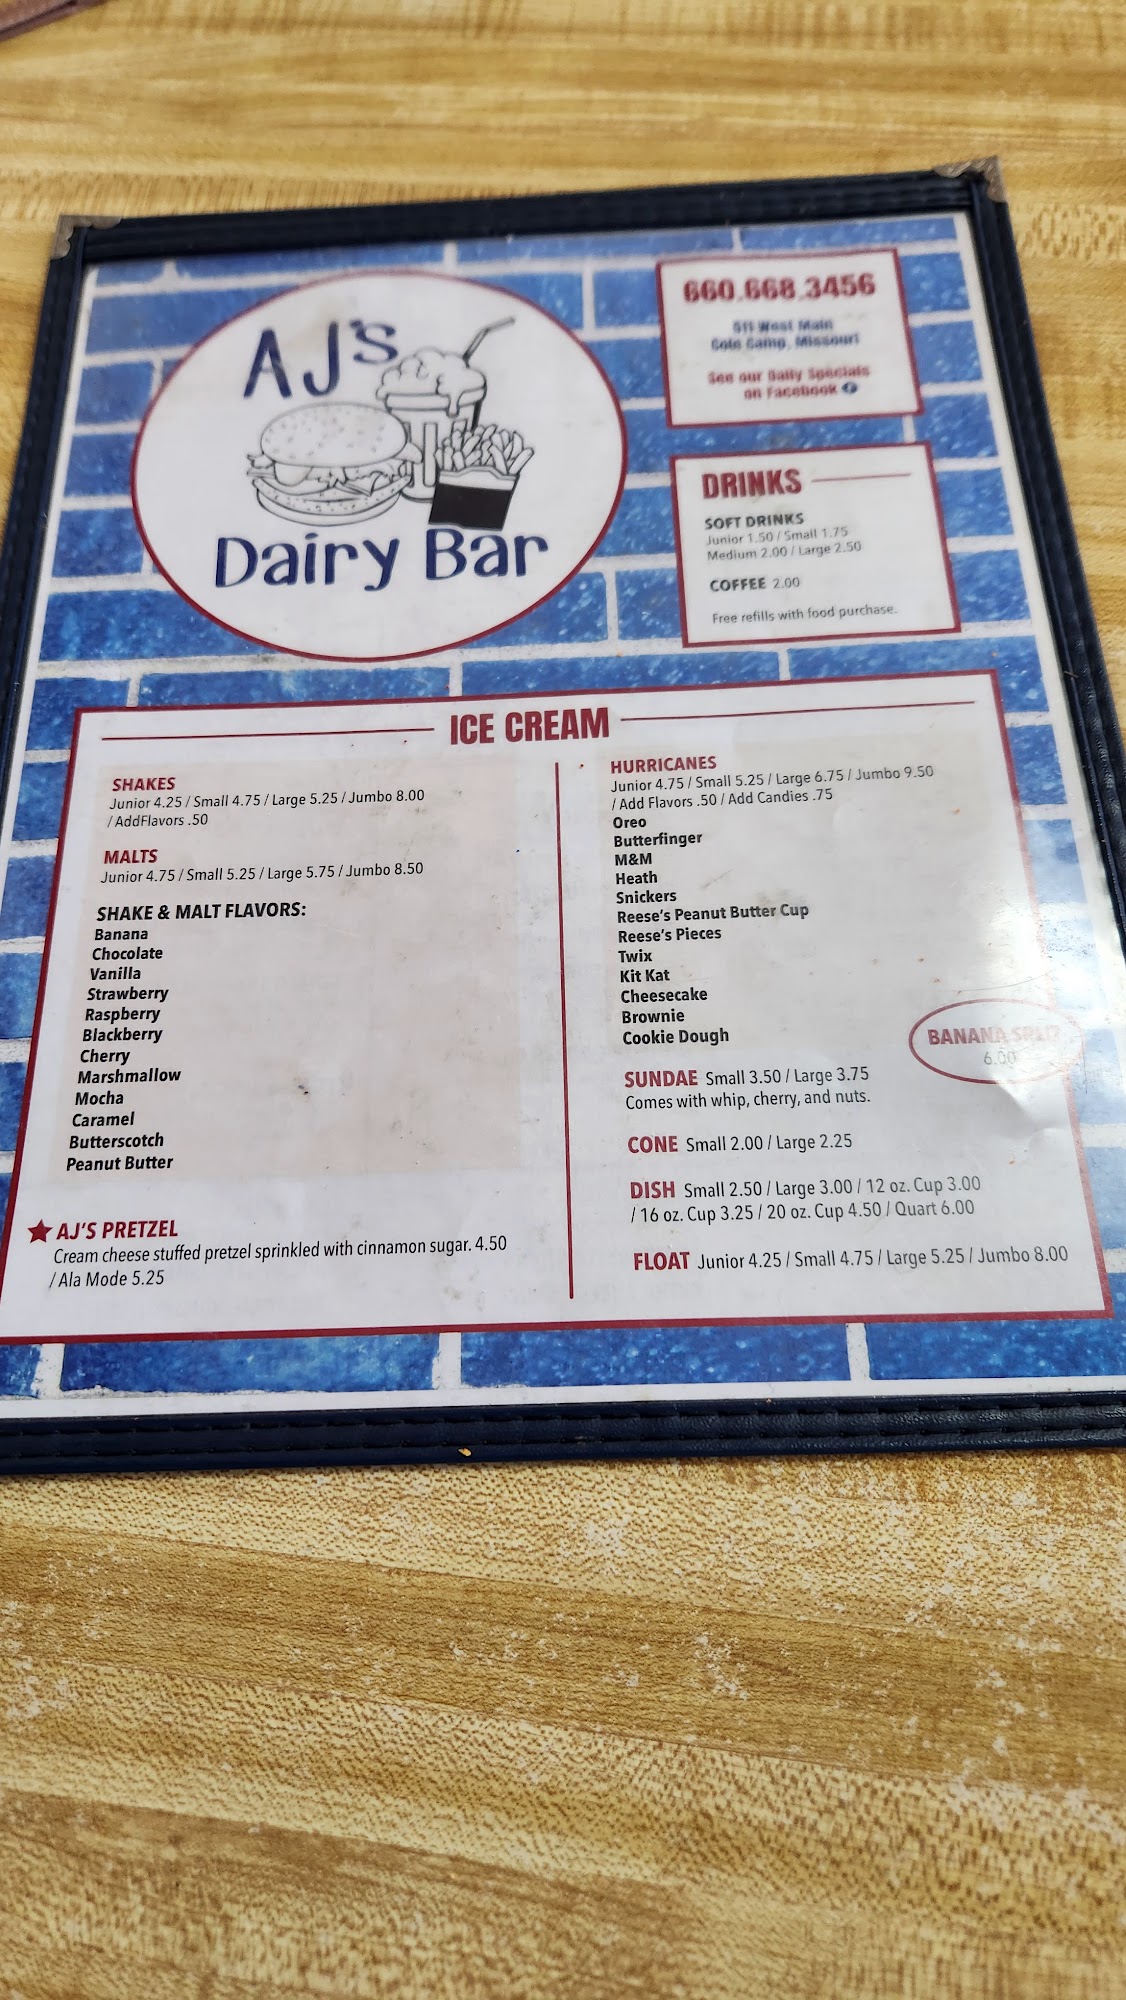 AJ's
Dairy Bar
660.668.3456
511 West Main
Cole Camp, Missouri
See our Daily Specials
on Facebook
DRINKS
SOFT DRINKS
Junior 1.50 / Small 1.75
Medium 2.00 / Large 2.50
COFFEE 2.00
Free refills with food purchase.
ICE CREAM
SHAKES
Junior 4.25 / Small 4.75 / Large 5.25 / Jumbo 8.00
/ AddFlavors .50
MALTS
Junior 4.75 / Small 5.25 / Large 5.75 / Jumbo 8.50
SHAKE & MALT FLAVORS:
Banana
Chocolate
Vanilla
Strawberry
Raspberry
Blackberry
Cherry
Marshmallow
Mocha
Caramel
Butterscotch
Peanut Butter
AJ'S PRETZEL
Cream cheese stuffed pretzel sprinkled with cinnamon sugar. 4.50
/ Ala Mode 5.25
HURRICANES
Junior 4.75 / Small 5.25 / Large 6.75 / Jumbo 9.50
/ Add Flavors .50 / Add Candies .75
Oreo
Butterfinger
M&M
Heath
Snickers
Reese's Peanut Butter Cup
Reese's Pieces
Twix
Kit Kat
Cheesecake
Brownie
Cookie Dough
BANANA SPLIT
6.00
SUNDAE Small 3.50 / Large 3.75
Comes with whip, cherry, and nuts.
CONE Small 2.00 / Large 2.25
DISH Small 2.50 / Large 3.00 / 12 oz. Cup 3.00
/ 16 oz. Cup 3.25 / 20 oz. Cup 4.50 / Quart 6.00
FLOAT Junior 4.25 / Small 4.75 / Large 5.25 / Jumbo 8.00